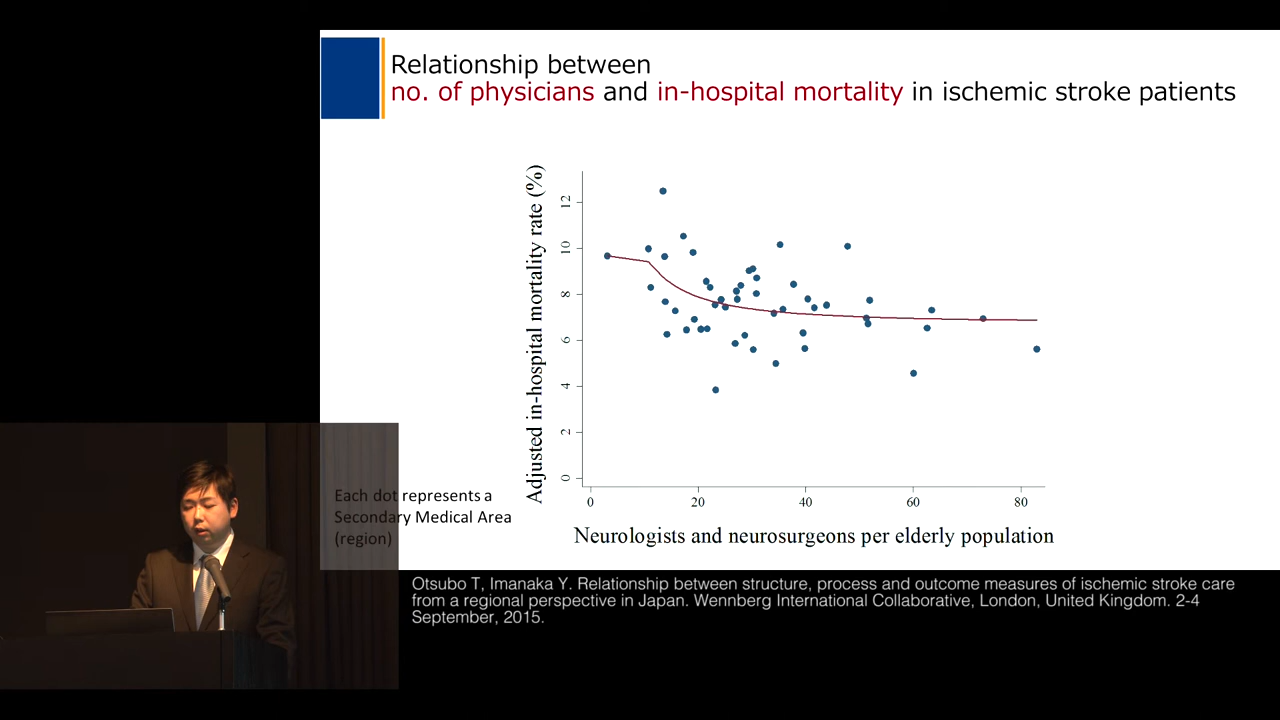 Relationship between
no. of physicians and in-hospital mortality in ischemic stroke patients
Adjusted in-hospital mortality rate (%)
12
10
8
6
4
2
0
0 20 40 60 80
Neurologists and neurosurgeons per elderly population
Each dot represents a
Secondary Medical Area
(region)
Otsubo T, Imanaka Y. Relationship between structure, process and outcome measures of ischemic stroke care
from a regional perspective in Japan. Wennberg International Collaborative, London, United Kingdom. 2-4
September, 2015.